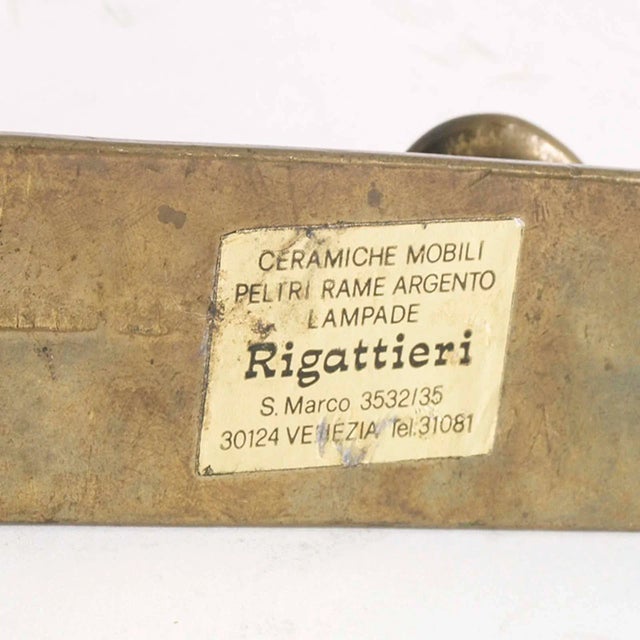 CERAMICHE MOBILI
PELTRI RAME ARGENTO
LAMPADE
Rigattieri
S. Marco 3532/35
30124 VENEZIA Tel.31081